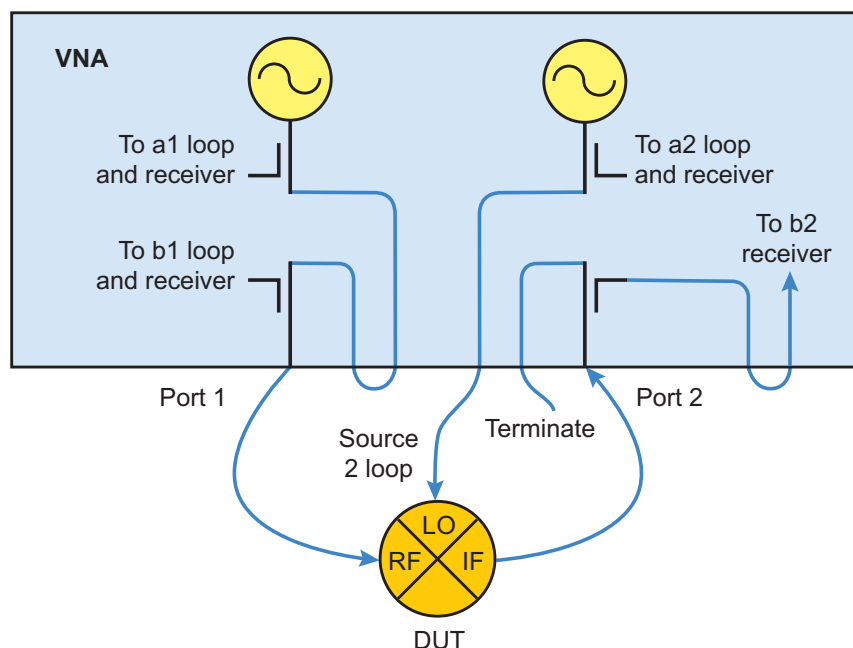 VNA
To a1 loop
and receiver
To a2 loop
and receiver
To b1 loop
and receiver
To b2
receiver
Port 1
Port 2
Source
2 loop
Terminate
LO
RF
IF
DUT